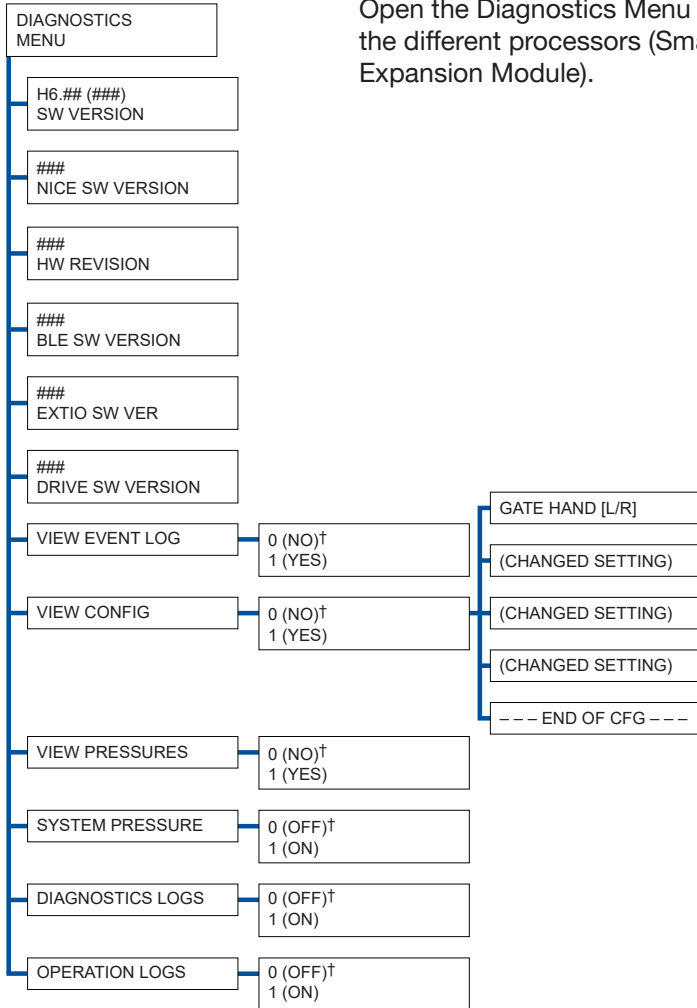 DIAGNOSTICS
MENU
Open the Diagnostics Menu
the different processors
Expansion Module).
H6.## (###)
SW VERSION
###
NICE SW VERSION
###
HW REVISION
###
BLE SW VERSION
###
EXTIO SW VER
###
DRIVE SW VERSION
VIEW EVENT LOG
0 (NO)†
1 (YES)
GATE HAND [L/R]
(CHANGED SETTING)
VIEW CONFIG
0 (NO)†
1 (YES)
(CHANGED SETTING)
(CHANGED SETTING)
– – – END OF CFG – – –
VIEW PRESSURES
0 (NO)†
1 (YES)
SYSTEM PRESSURE
0 (OFF)†
1 (ON)
DIAGNOSTICS LOGS
0 (OFF)†
1 (ON)
OPERATION LOGS
0 (OFF)†
1 (ON)